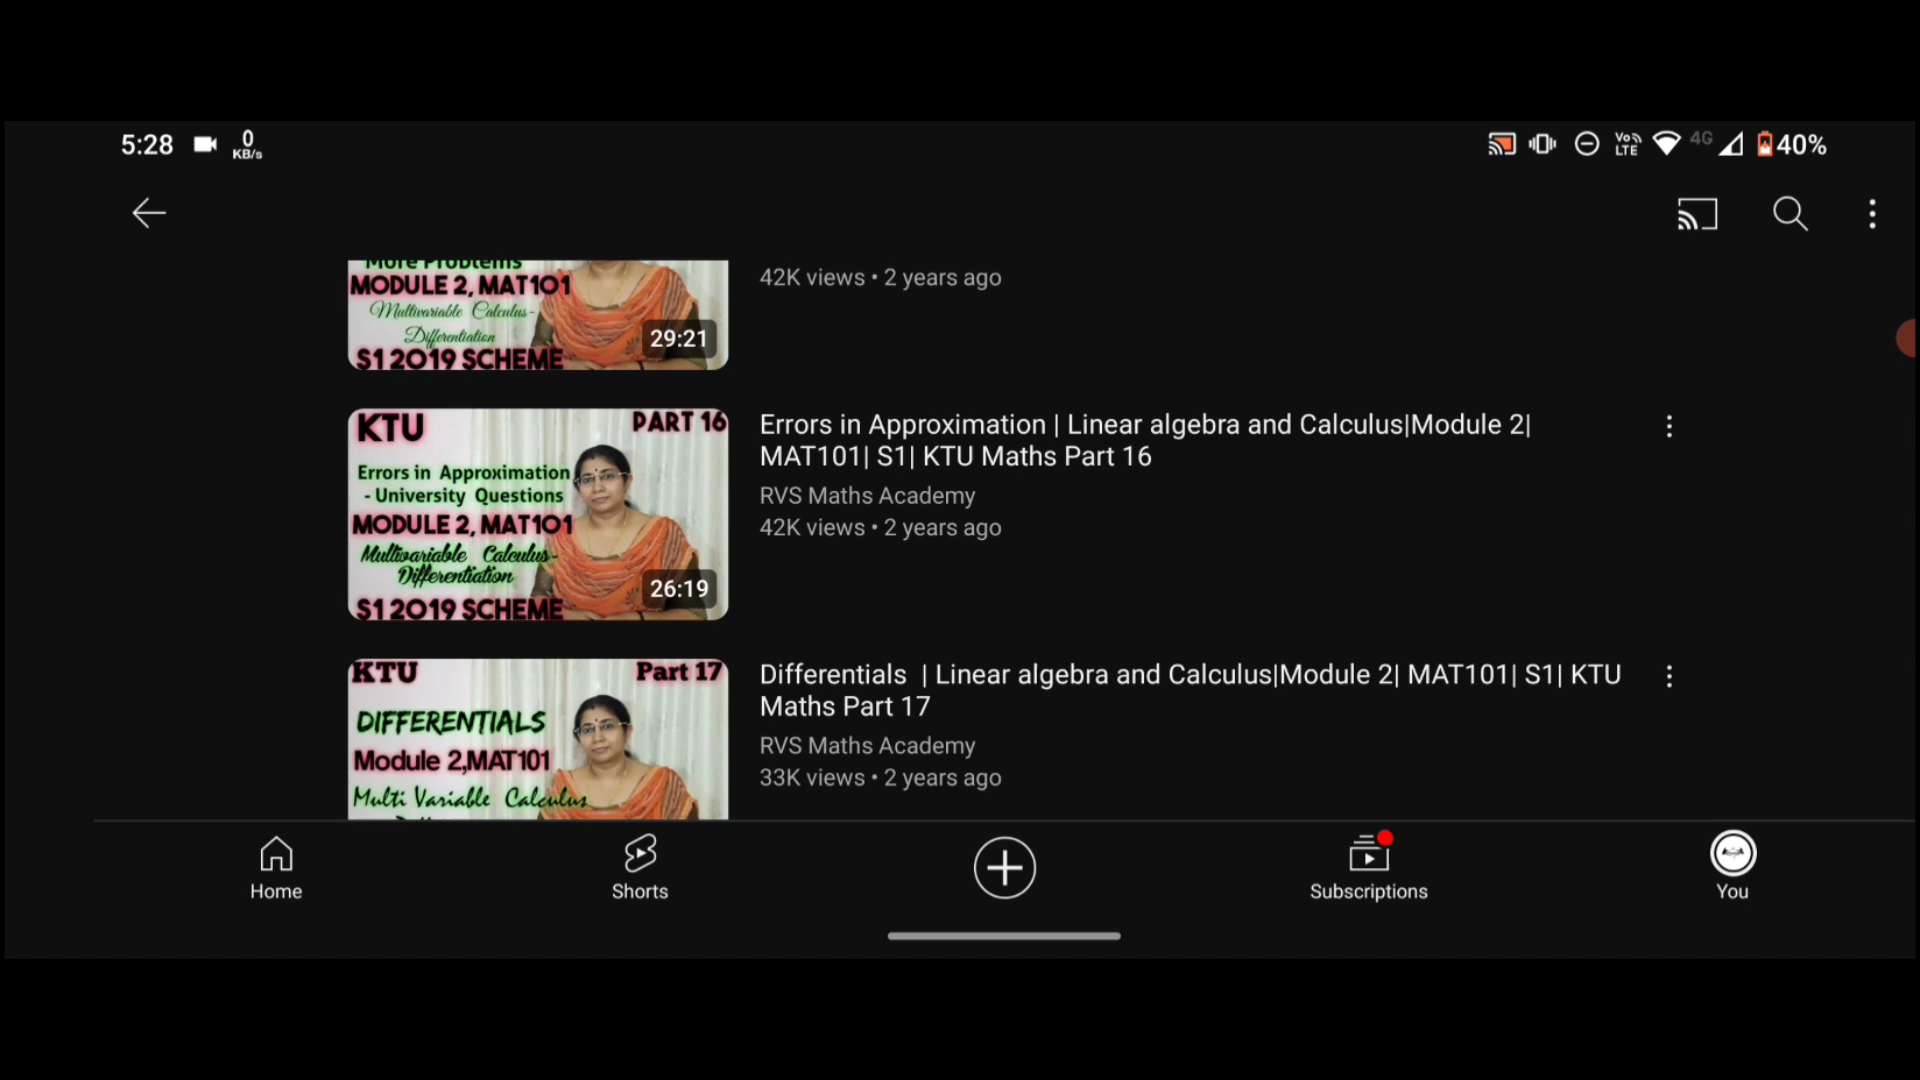 5:28
0
KB/s
Vo
LTE
4G
40%
More Problems
MODULE 2, MAT101
Multivariable Calculus-
Differentiation
S1 2019 SCHEME
29:21
42K views • 2 years ago
KTU
PART 16
Errors in Approximation
- University Questions
MODULE 2, MAT101
Multivariable Calculus-
Differentiation
S1 2019 SCHEME
26:19
Errors in Approximation | Linear algebra and Calculus|Module 2|
MAT101| S1| KTU Maths Part 16
RVS Maths Academy
42K views • 2 years ago
KTU
Part 17
DIFFERENTIALS
Module 2,MAT101
Multi Variable Calculus
Differentials | Linear algebra and Calculus|Module 2| MAT101| S1| KTU
Maths Part 17
RVS Maths Academy
33K views • 2 years ago
Home
Shorts
Subscriptions
You